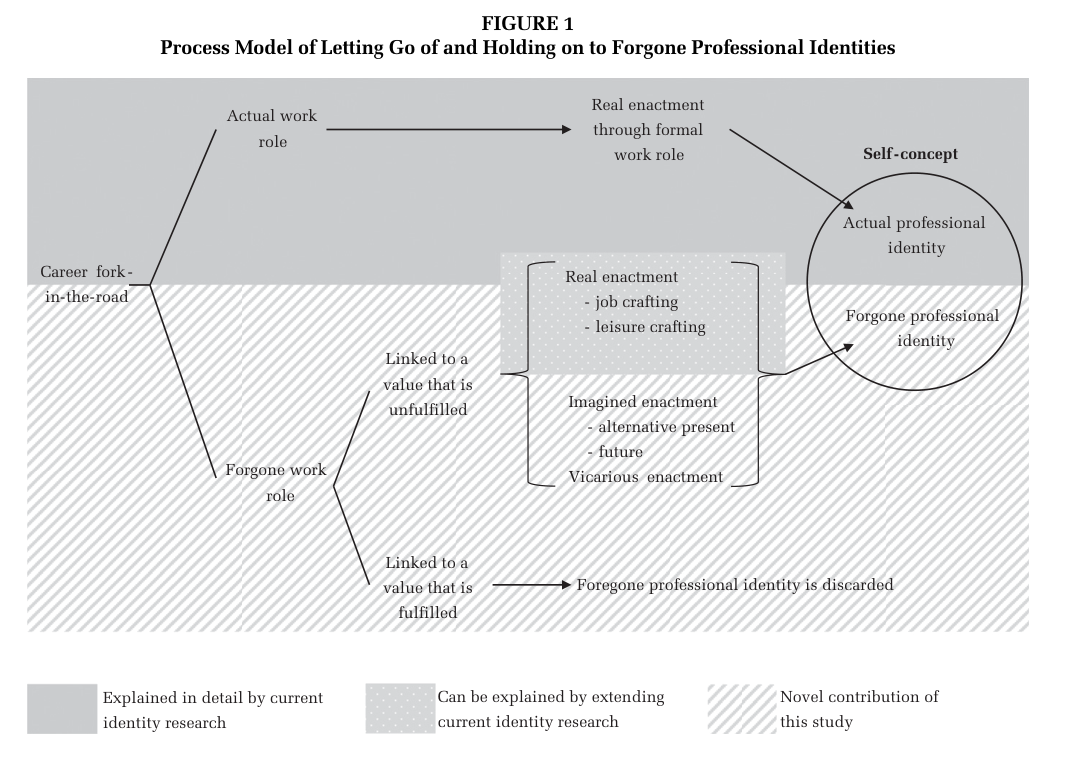 FIGURE 1
Process Model of Letting Go of and Holding on to Forgone Professional Identities
Actual work
role
Real enactment
through formal
work role
Self-concept
Actual professional
identity
Career fork-
in-the-road
Real enactment
- job crafting
- leisure crafting
Forgone professional
identity
Linked to a
value that is
unfulfilled
Imagined enactment
- alternative present
- future
Vicarious enactment
Forgone work
role
Linked to a
value that is
fulfilled
Foregone professional identity is discarded
Explained in detail by current
identity research
Can be explained by extending
current identity research
Novel contribution of
this study